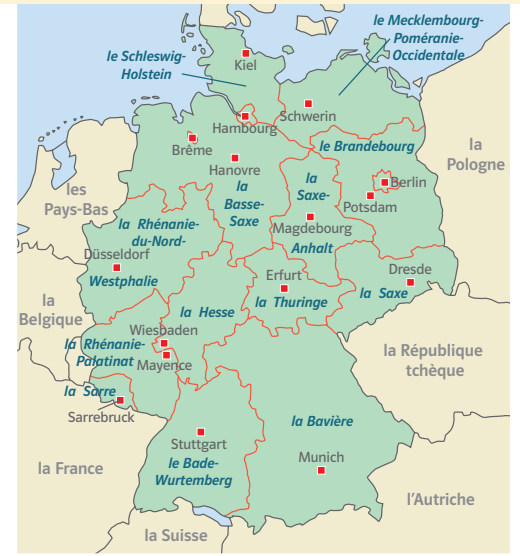 le Mecklembourg-
Poméranie-
Occidentale
le Schleswig-
Holstein
Kiel
Schwerin
Hambourg
Brême
le Brandebourg
la
Pologne
Hanovre
Berlin
la
Basse-
Saxe
la
Saxe-
Anhalt
Potsdam
les
Pays-Bas
Magdebourg
la Rhénanie-
du-Nord-
Westphalie
Düsseldorf
Erfurt
Dresde
la Saxe
la Thuringe
la Hesse
la
Belgique
Wiesbaden
la Rhénanie-
Palatinat
Mayence
la République
tchèque
la Sarre
Sarrebruck
la Bavière
Stuttgart
Munich
la France
le Bade-
Wurtemberg
l'Autriche
la Suisse